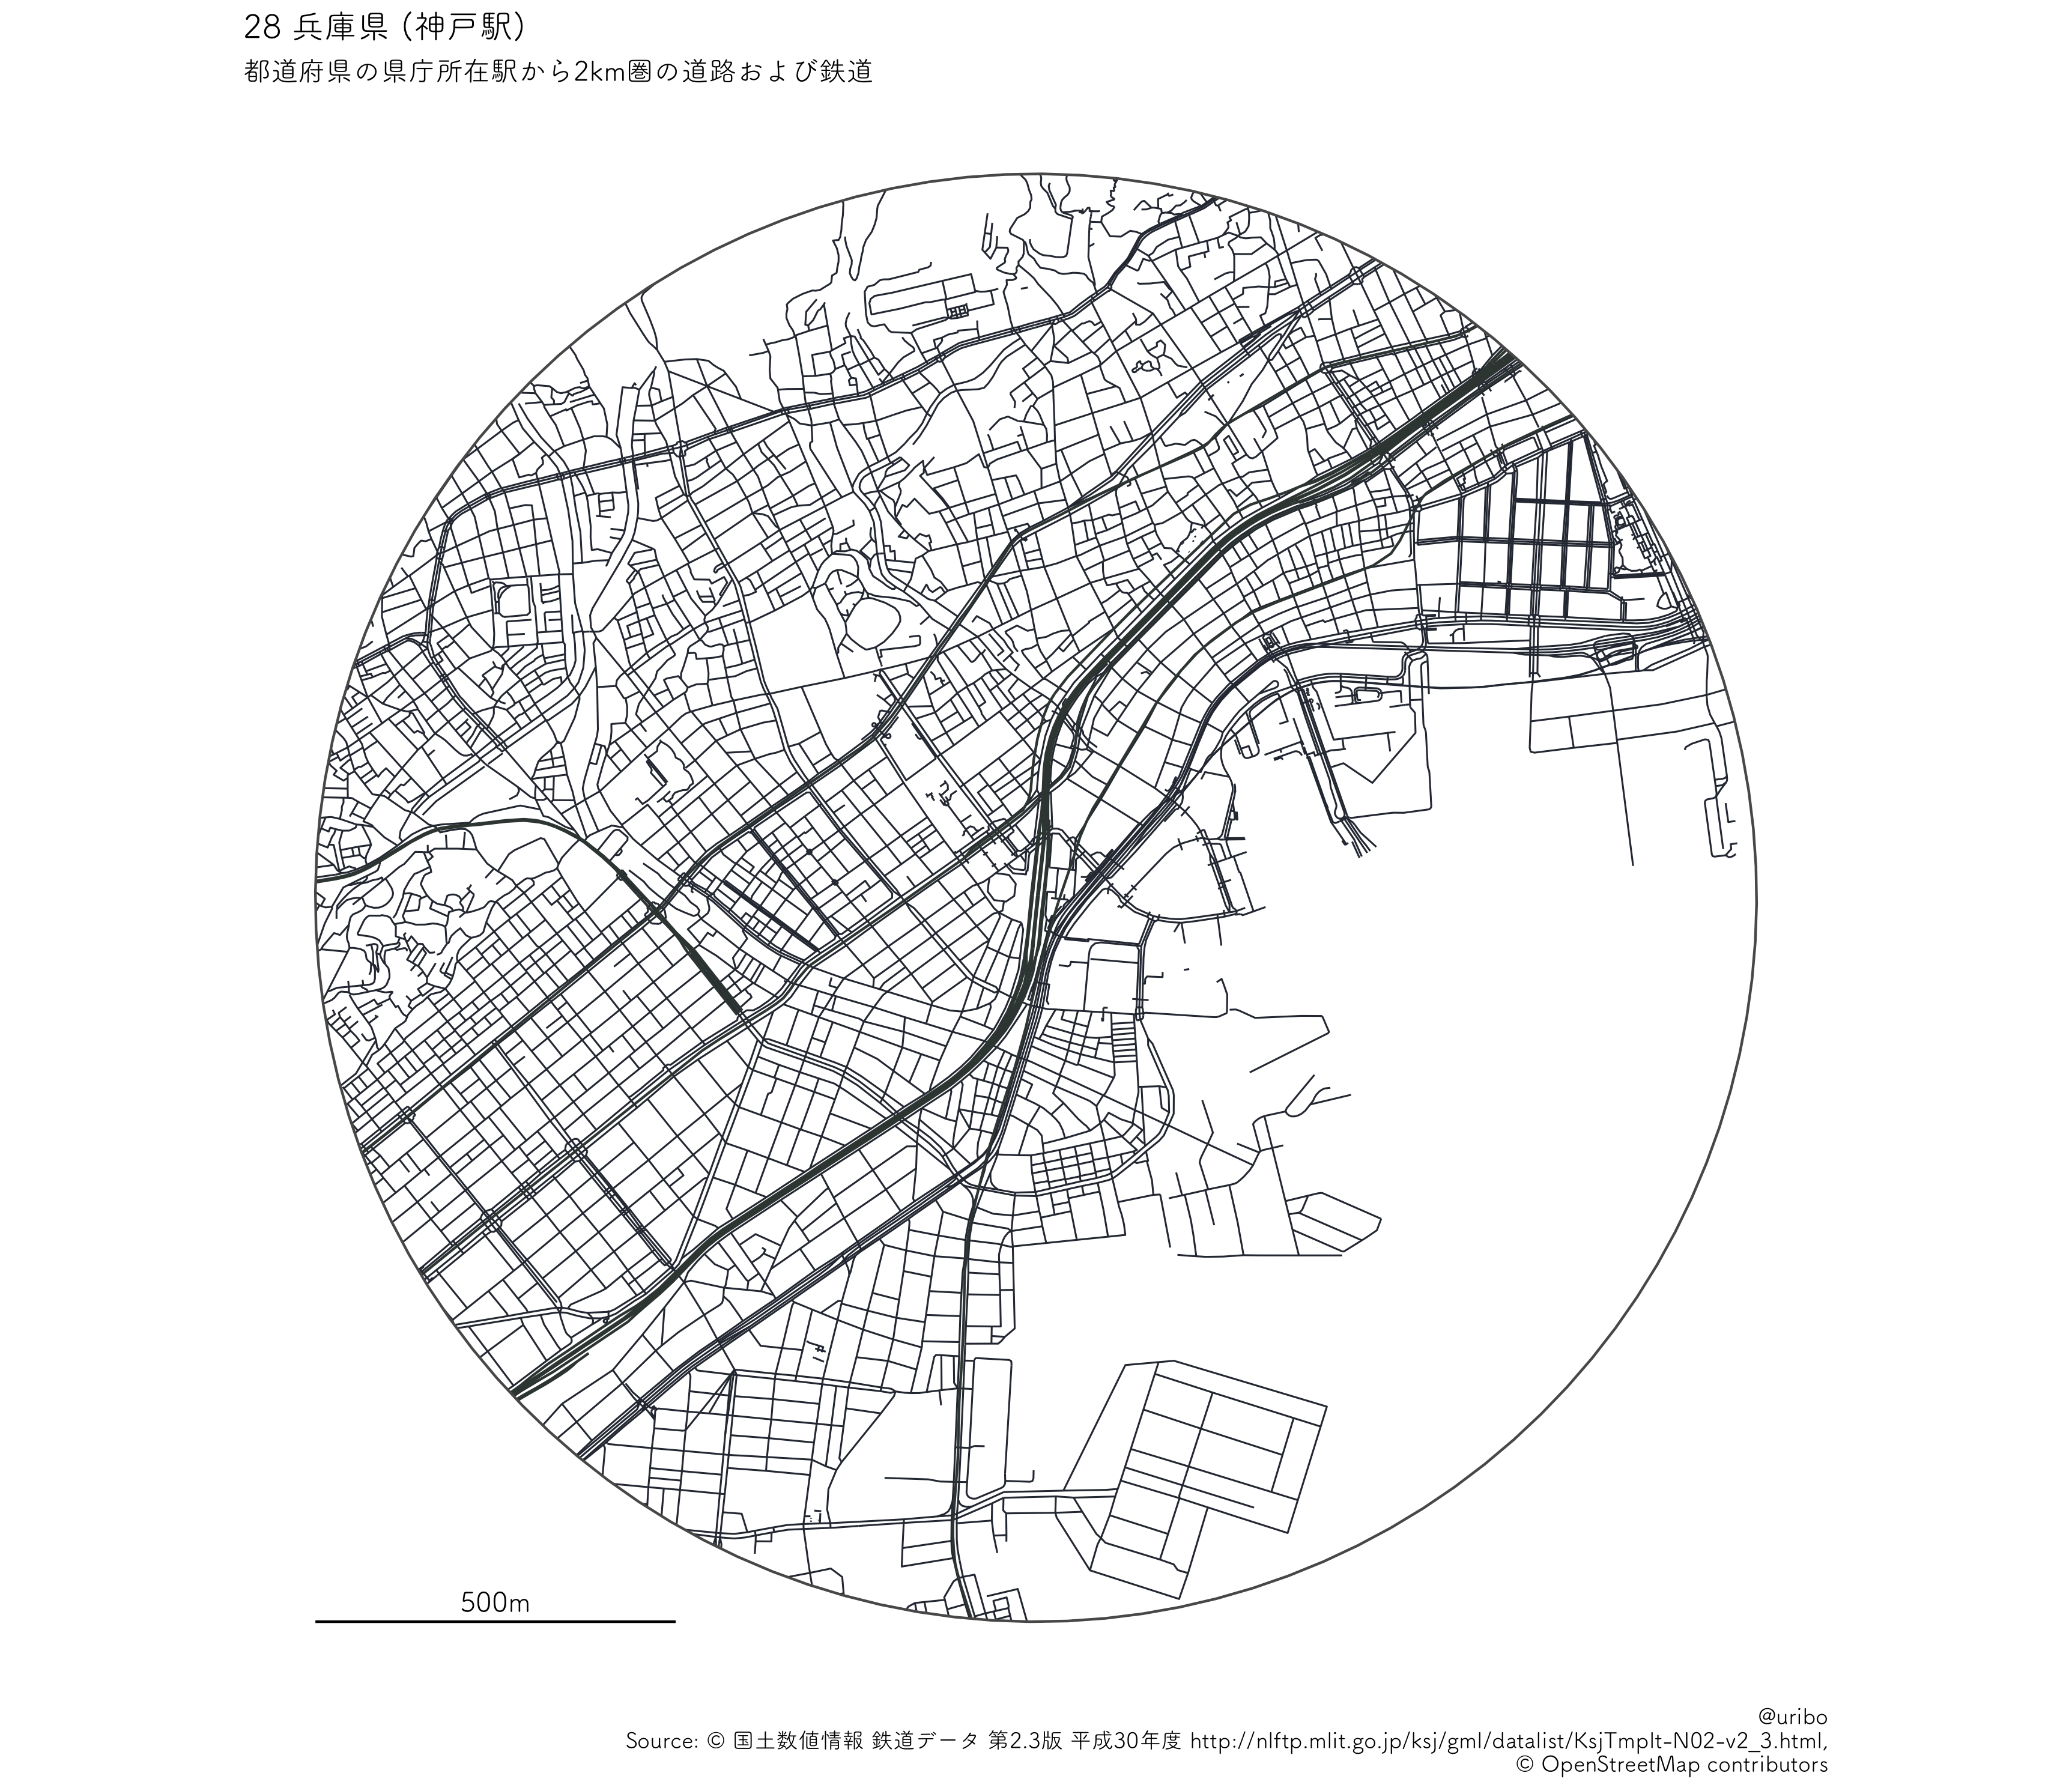 28 兵庫県 (神戸駅)
都道府県の県庁所在駅から2km圏の道路および鉄道
500m
@uribo
Source: © 国土数値情報 鉄道データ 第2.3版 平成30年度 http://nlftp.mlit.go.jp/ksj/gml/datalist/KsjTmplt-N02-v2_3.html,
© OpenStreetMap contributors